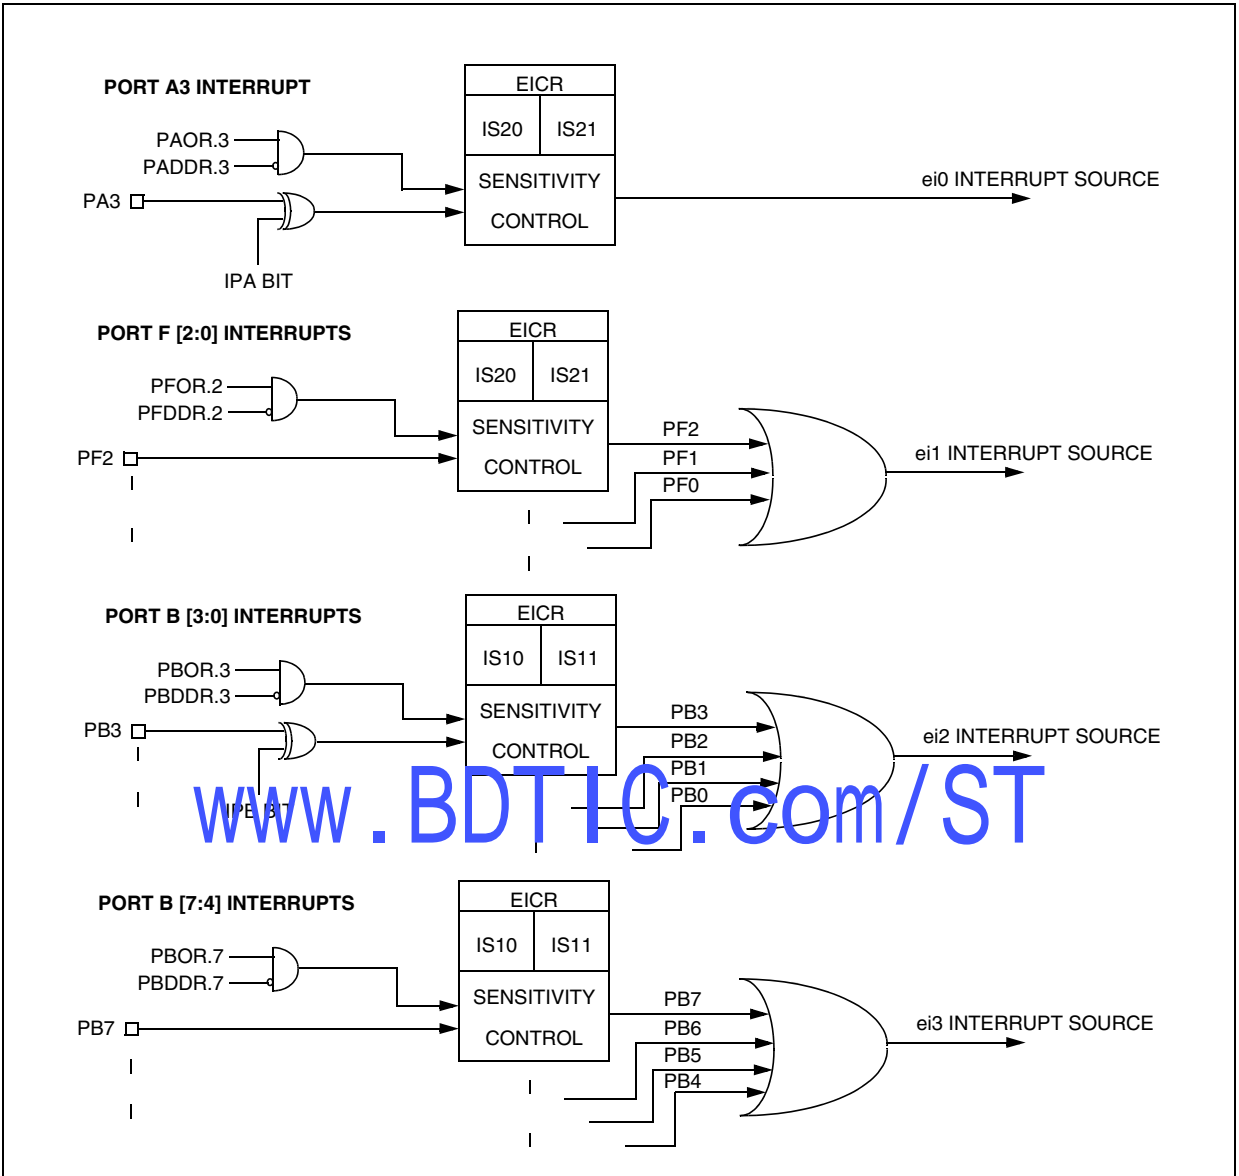 PORT A3 INTERRUPT
EICR
IS20 IS21
PAOR.3
PADDR.3
SENSITIVITY
CONTROL
PA3
IPA BIT
ei0 INTERRUPT SOURCE
PORT F [2:0] INTERRUPTS
EICR
IS20 IS21
PFOR.2
PFDDR.2
SENSITIVITY
CONTROL
PF2
PF2
PF1
PF0
ei1 INTERRUPT SOURCE
PORT B [3:0] INTERRUPTS
EICR
IS10 IS11
PBOR.3
PBDDR.3
SENSITIVITY
CONTROL
PB3
IPB BIT
PB3
PB2
PB1
PB0
ei2 INTERRUPT SOURCE
www.BDTIC.com/ST
PORT B [7:4] INTERRUPTS
EICR
IS10 IS11
PBOR.7
PBDDR.7
SENSITIVITY
CONTROL
PB7
PB7
PB6
PB5
PB4
ei3 INTERRUPT SOURCE